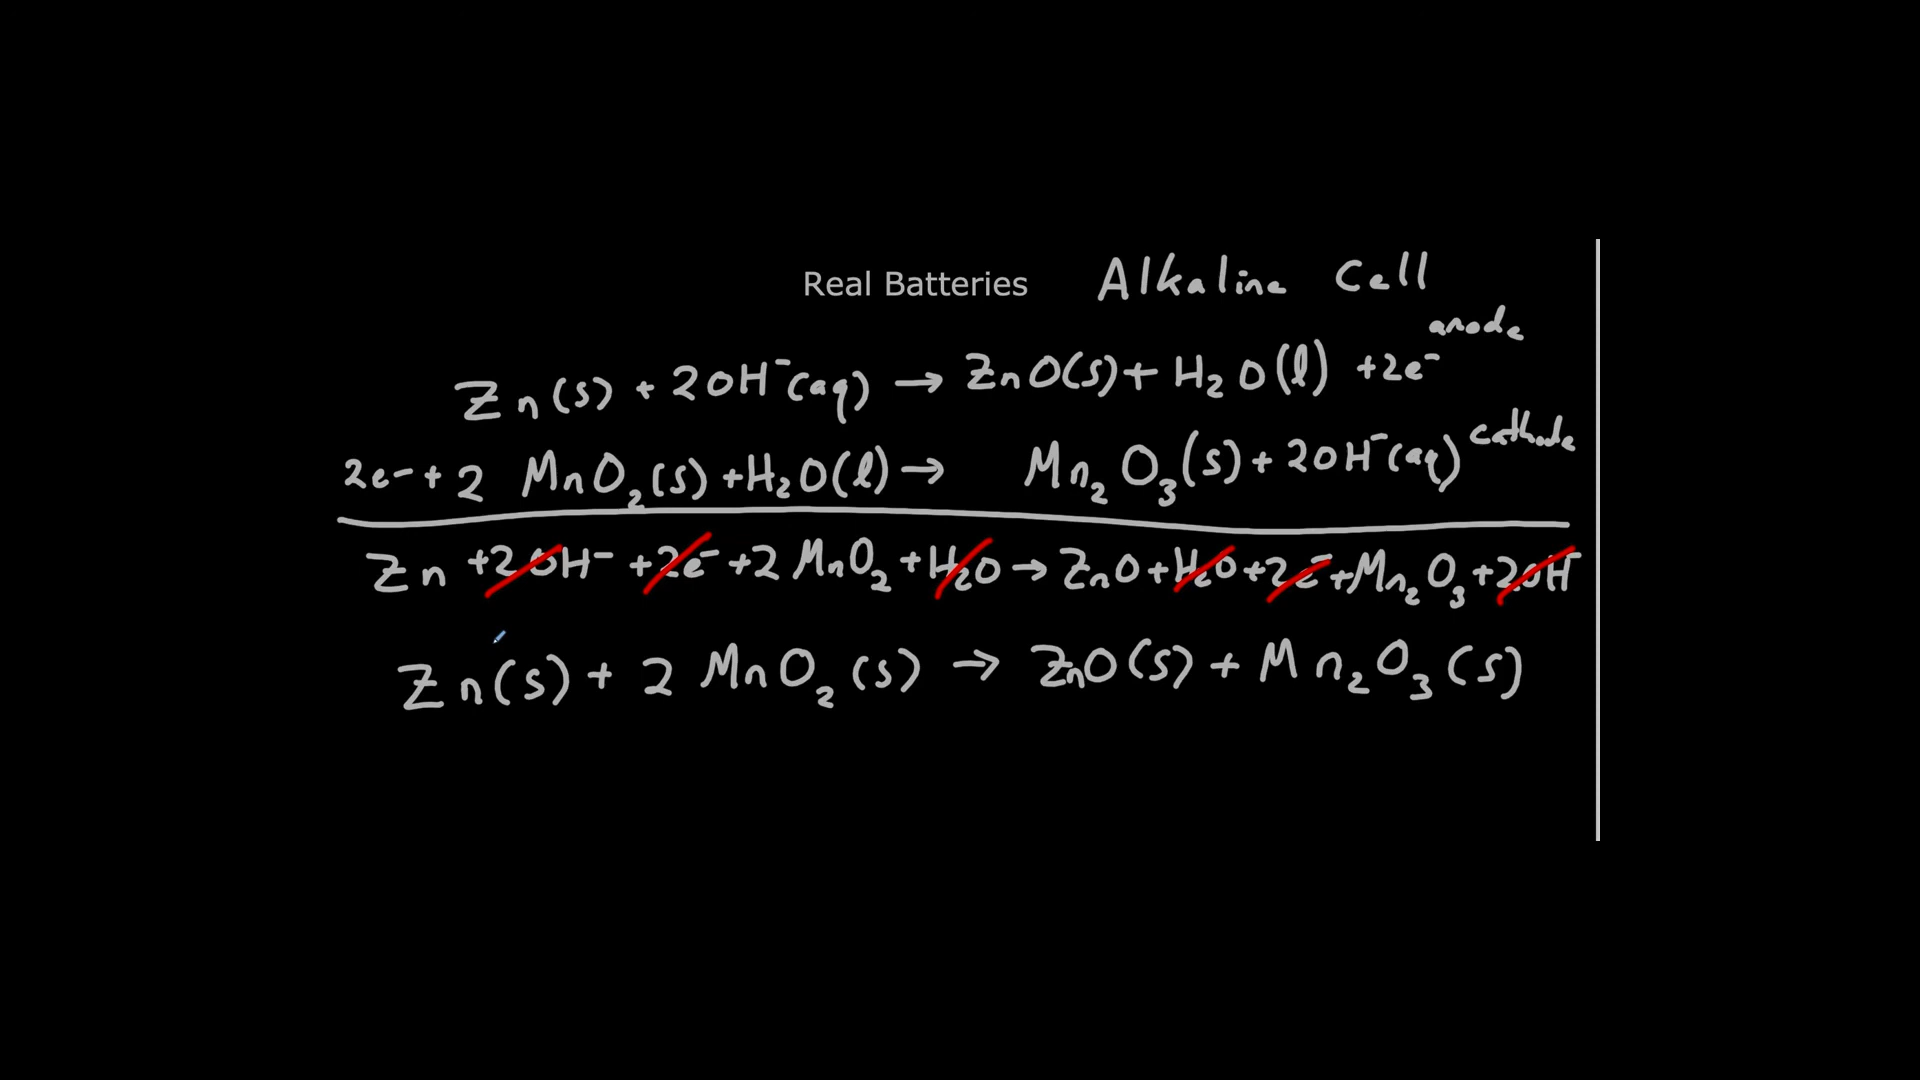 Real Batteries Alkaline Cell
anode
Zn(s) + 2OH⁻(aq) → ZnO(s) + H₂O(l) + 2e⁻
cathode
2e⁻ + 2 MnO₂(s) + H₂O(l) → Mn₂O₃(s) + 2OH⁻(aq)
Zn + 2OH⁻ + 2e⁻ + 2 MnO₂ + H₂O → ZnO + H₂O + 2e⁻ + Mn₂O₃ + 2OH⁻
Zn(s) + 2 MnO₂(s) → ZnO(s) + Mn₂O₃(s)